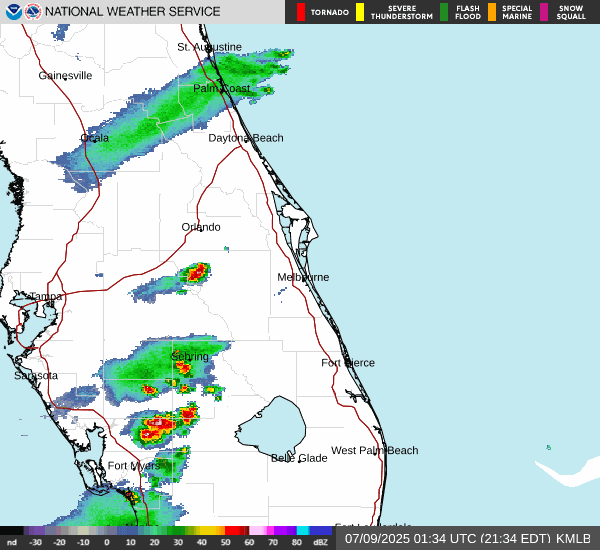 NATIONAL WEATHER SERVICE
TORNADO
SEVERE THUNDERSTORM
FLASH FLOOD
SPECIAL MARINE
SNOW SQUALL
St. Augustine
Gainesville
Palm Coast
Ocala
Daytona Beach
Orlando
Melbourne
Tampa
Sebring
Fort Pierce
Sarasota
West Palm Beach
Belle Glade
Fort Myers
Fort Lauderdale
nd -30 -20 -10 0 10 20 30 40 50 60 70 80 dBZ
07/09/2025 01:34 UTC (21:34 EDT) KMLB